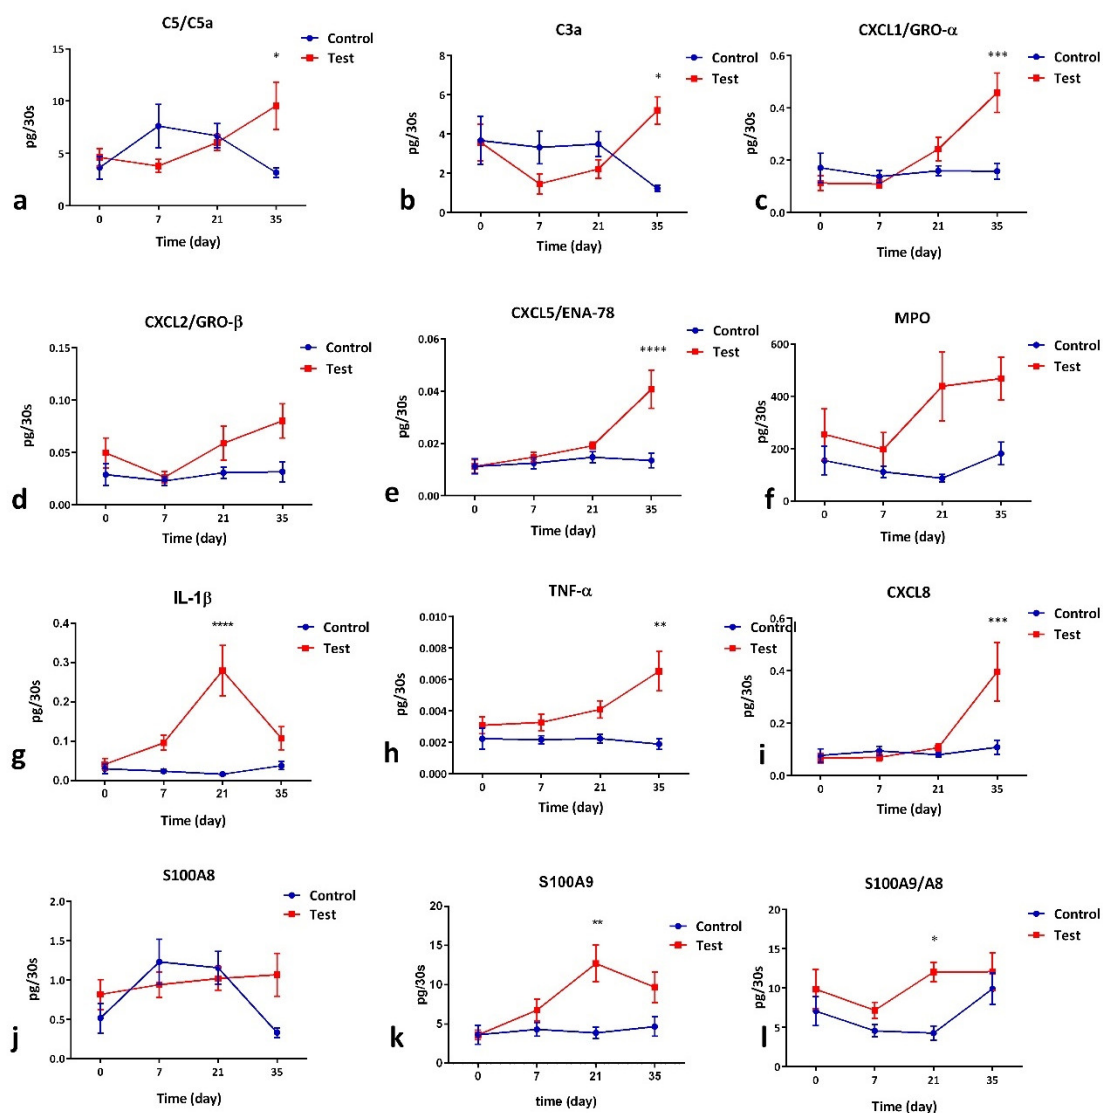 C5/C5a
Control
Test
*
pg/30s
15
10
5
0
0 7 21 35
Time (day)
a
C3a
Control
Test
*
pg/30s
8
6
4
2
0
0 7 21 35
Time (day)
b
CXCL1/GRO-α
Control
Test
***
pg/30s
0.6
0.4
0.2
0.0
0 7 21 35
Time (day)
c
CXCL2/GRO-β
Control
Test
pg/30s
0.15
0.10
0.05
0.00
0 7 21 35
Time (day)
d
CXCL5/ENA-78
Control
Test
****
pg/30s
0.06
0.04
0.02
0.00
0 7 21 35
Time (day)
e
MPO
Control
Test
pg/30s
600
400
200
0
0 7 21 35
Time (day)
f
IL-1β
Control
Test
****
pg/30s
0.4
0.3
0.2
0.1
0.0
0 7 21 35
Time (day)
g
TNF-α
Control
Test
**
pg/30s
0.010
0.008
0.006
0.004
0.002
0.000
0 7 21 35
Time (day)
h
CXCL8
Control
Test
***
pg/30s
0.6
0.4
0.2
0.0
0 7 21 35
Time (day)
i
S100A8
Control
Test
pg/30s
2.0
1.5
1.0
0.5
0.0
0 7 21 35
Time (day)
j
S100A9
Control
Test
**
pg/30s
20
15
10
5
0
0 7 21 35
time (day)
k
S100A9/A8
Control
Test
*
pg/30s
20
15
10
5
0
0 7 21 35
Time (day)
l